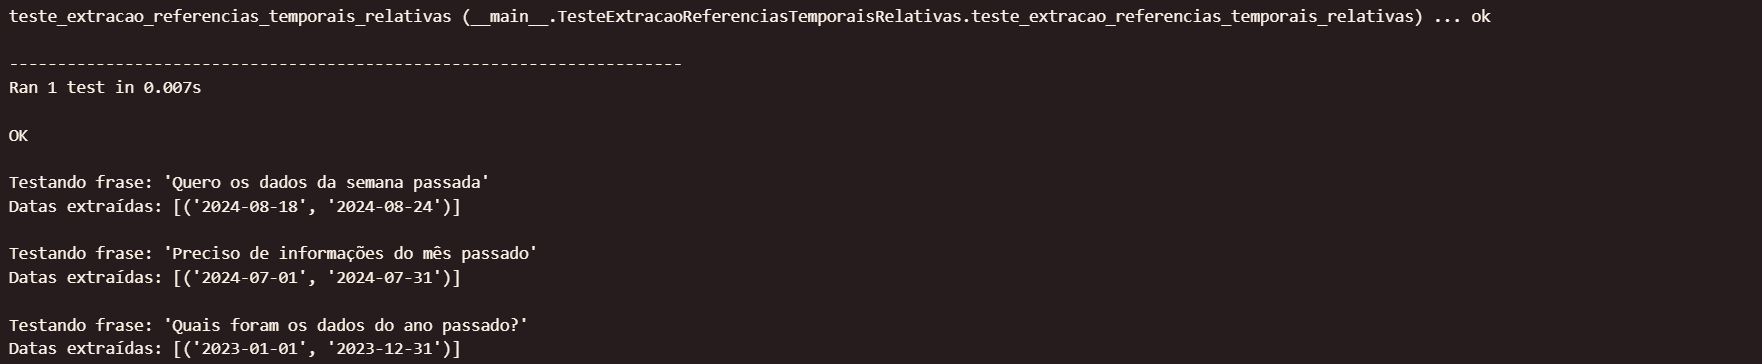 teste_extracao_referencias_temporais_relativas (__main__.TesteExtracaoReferenciasTemporaisRelativas.teste_extracao_referencias_temporais_relativas) ... ok
----------------------------------------------------------------------
Ran 1 test in 0.007s
OK
Testando frase: 'Quero os dados da semana passada'
Datas extraídas: [('2024-08-18', '2024-08-24')]
Testando frase: 'Preciso de informações do mês passado'
Datas extraídas: [('2024-07-01', '2024-07-31')]
Testando frase: 'Quais foram os dados do ano passado?'
Datas extraídas: [('2023-01-01', '2023-12-31')]